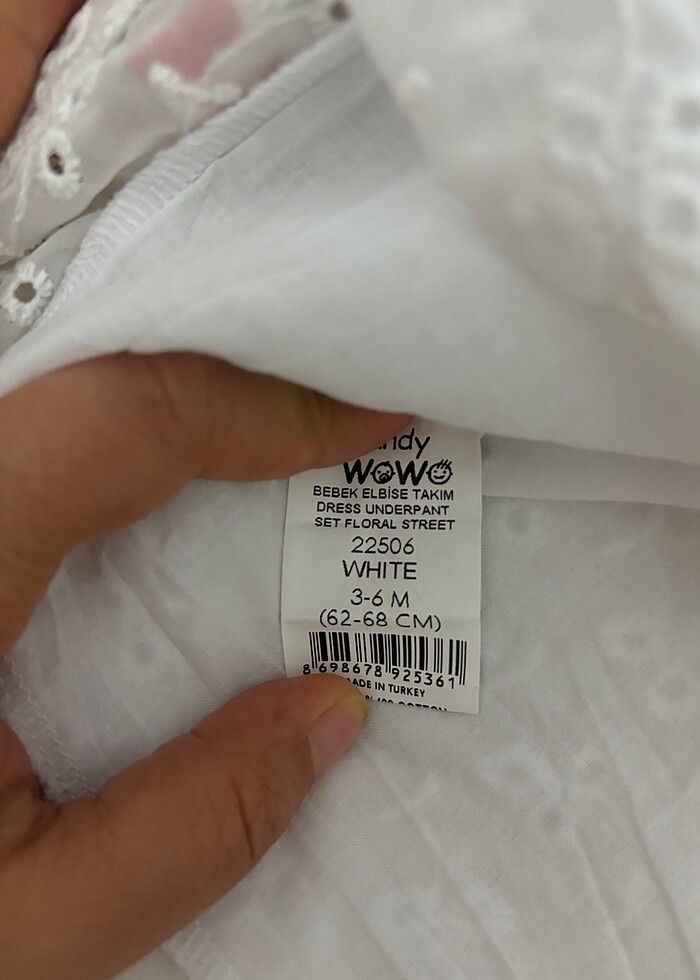 WOWO
BEBEK ELBİSE TAKIM
DRESS UNDERPANT
SET FLORAL STREET
22506
WHITE
3-6 M
(62-68 CM)
8 698678 925361
MADE IN TURKEY
COTTON